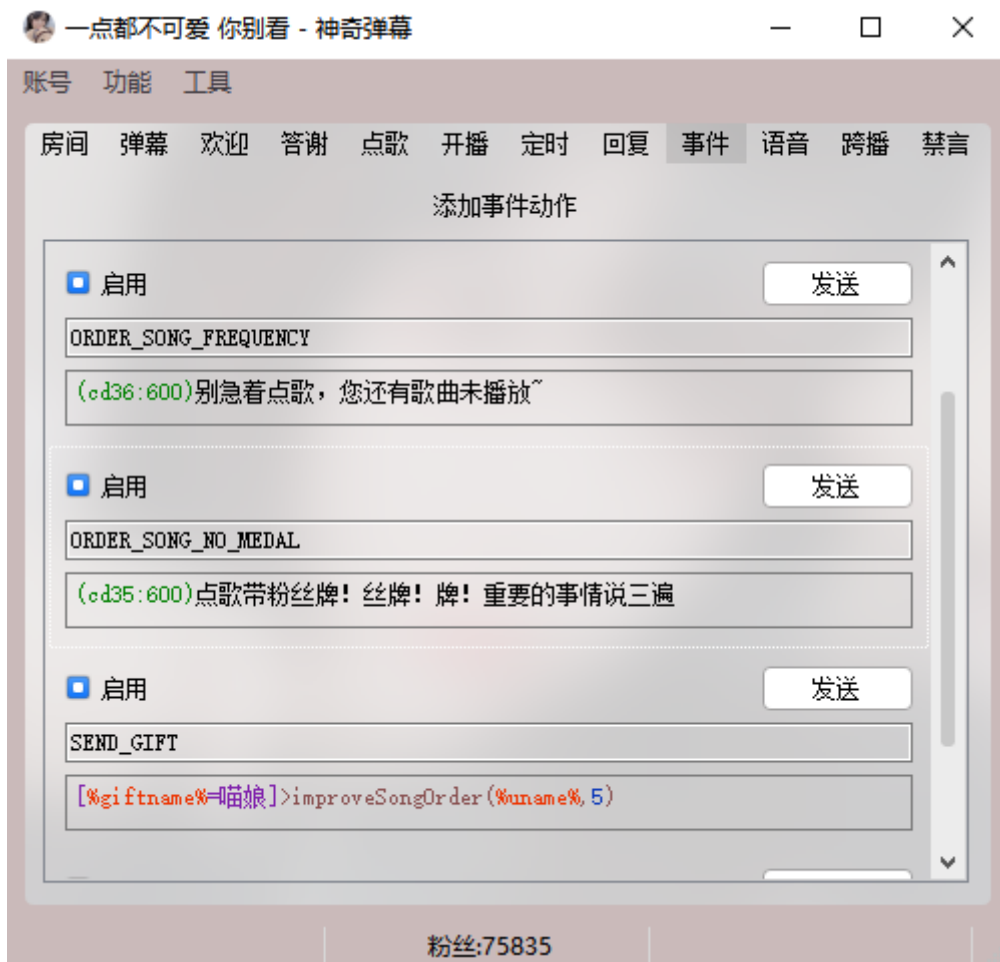 一点都不可爱 你别看 - 神奇弹幕
账号 功能 工具
房间 弹幕 欢迎 答谢 点歌 开播 定时 回复 事件 语音 跨播 禁言
添加事件动作
启用 发送
ORDER_SONG_FREQUENCY
(cd36:600)别急着点歌，您还有歌曲未播放~
启用 发送
ORDER_SONG_NO_MEDAL
(cd35:600)点歌带粉丝牌！丝牌！牌！重要的事情说三遍
启用 发送
SEND_GIFT
[%giftname%=喵娘]>improveSongOrder(%uname%,5)
粉丝:75835